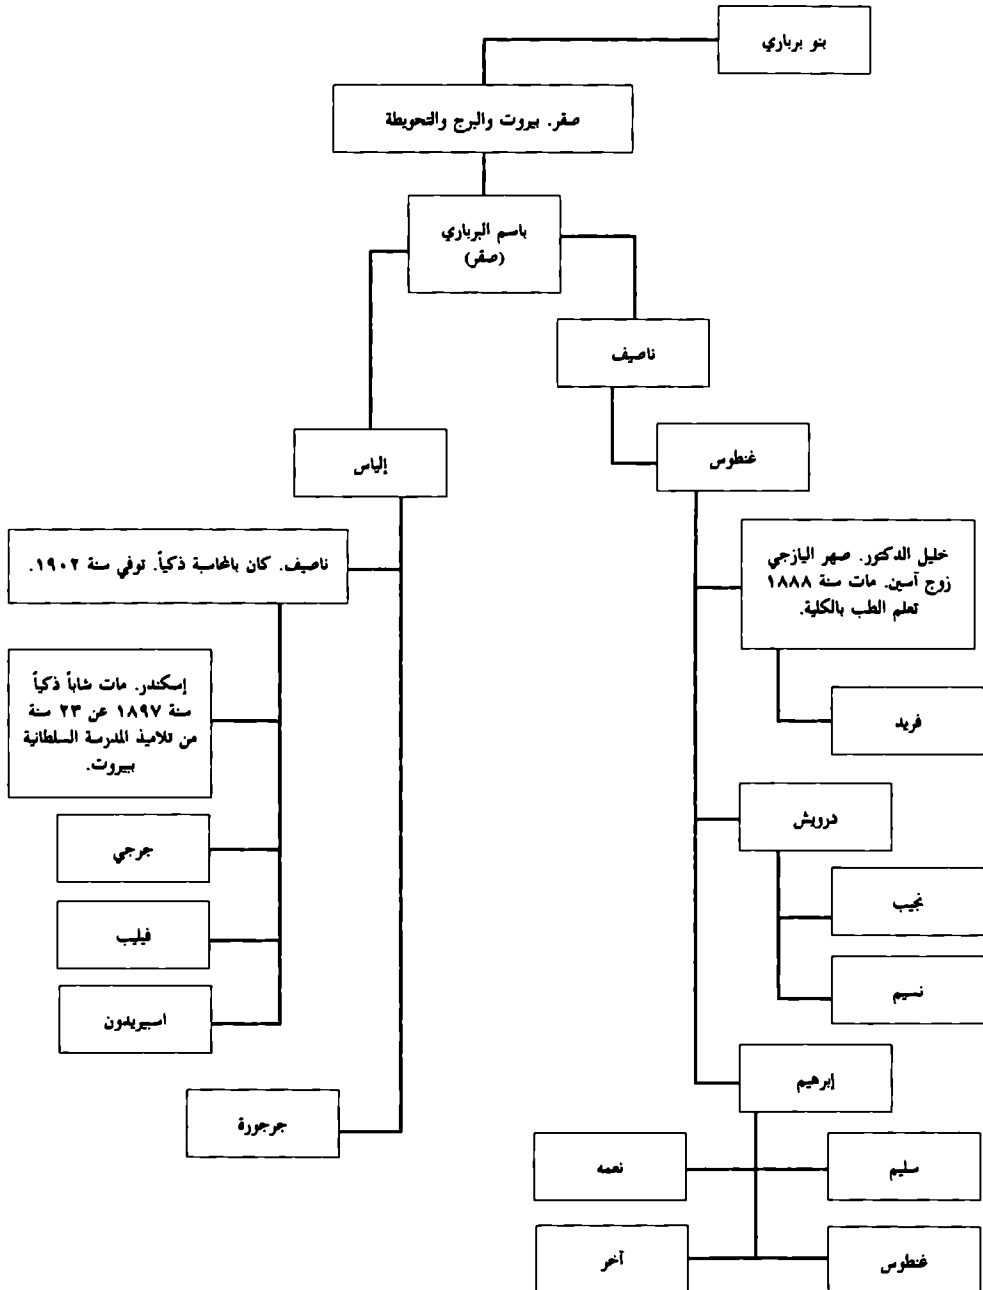 بنو برباري
صقر. بيروت والبرج والتحويطة
باسم البرباري
(صقر)
ناصيف
غنطوس
خليل الدكتور. صهر اليازجي
زوج آسين. مات سنة ١٨٨٨
تعلم الطب بالكلية.
فريد
درويش
نجيب
نسيم
إبرهيم
سليم
نعمه
غنطوس
آخر
إلياس
ناصيف. كان بالمحاسبة ذكياً. توفي سنة ١٩٠٢.
إسكندر. مات شاباً ذكياً
سنة ١٨٩٧ عن ٢٣ سنة
من تلاميذ المدرسة السلطانية
ببيروت.
جرجي
فيليب
اسبيريدون
جرجورة